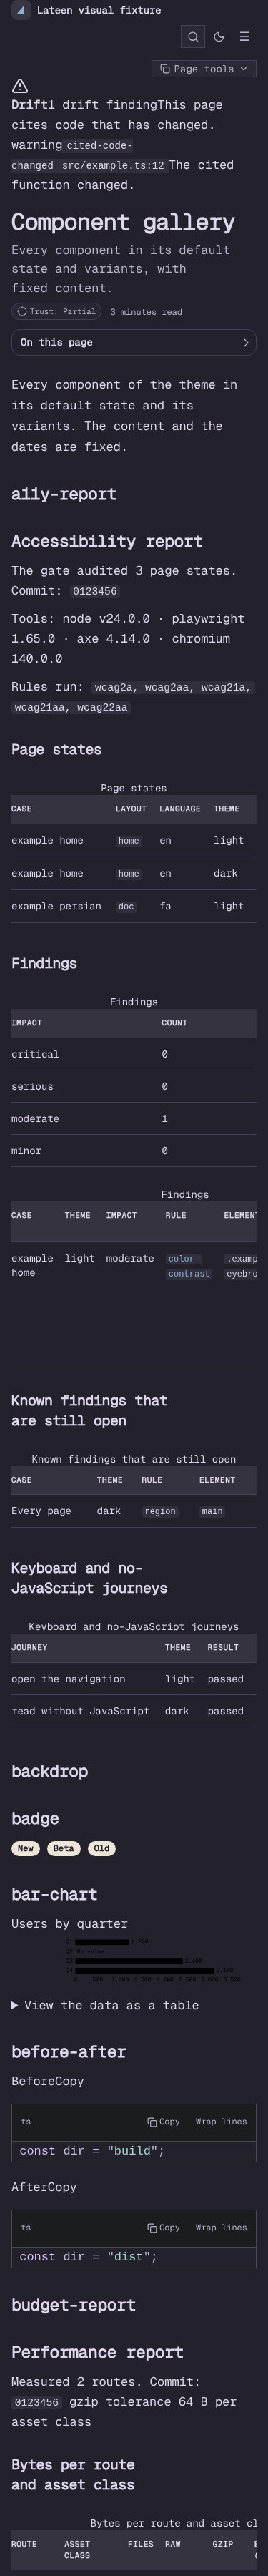 Lateen visual fixture
Page tools
Drift1 drift findingThis page
cites code that has changed.
warning cited-code-
changed src/example.ts:12 The cited
function changed.
Component gallery
Every component in its default
state and variants, with
fixed content.
Trust: Partial 3 minutes read
On this page
Every component of the theme in
its default state and its
variants. The content and the
dates are fixed.
a11y-report
Accessibility report
The gate audited 3 page states.
Commit: 0123456
Tools: node v24.0.0 · playwright
1.65.0 · axe 4.14.0 · chromium
140.0.0
Rules run: wcag2a, wcag2aa, wcag21a,
wcag21aa, wcag22aa
Page states
Page states
CASE LAYOUT LANGUAGE THEME
example home home en light
example home home en dark
example persian doc fa light
Findings
Findings
IMPACT COUNT
critical 0
serious 0
moderate 1
minor 0
Findings
CASE THEME IMPACT RULE ELEMENT
example light moderate color- .examp
home contrast eyebro
Known findings that
are still open
Known findings that are still open
CASE THEME RULE ELEMENT
Every page dark region main
Keyboard and no-
JavaScript journeys
Keyboard and no-JavaScript journeys
JOURNEY THEME RESULT
open the navigation light passed
read without JavaScript dark passed
backdrop
badge
New Beta Old
bar-chart
Users by quarter
View the data as a table
before-after
BeforeCopy
ts Copy Wrap lines
const dir = "build";
AfterCopy
ts Copy Wrap lines
const dir = "dist";
budget-report
Performance report
Measured 2 routes. Commit:
0123456 gzip tolerance 64 B per
asset class
Bytes per route
and asset class
Bytes per route and asset cl
ROUTE ASSET FILES RAW GZIP
CLASS